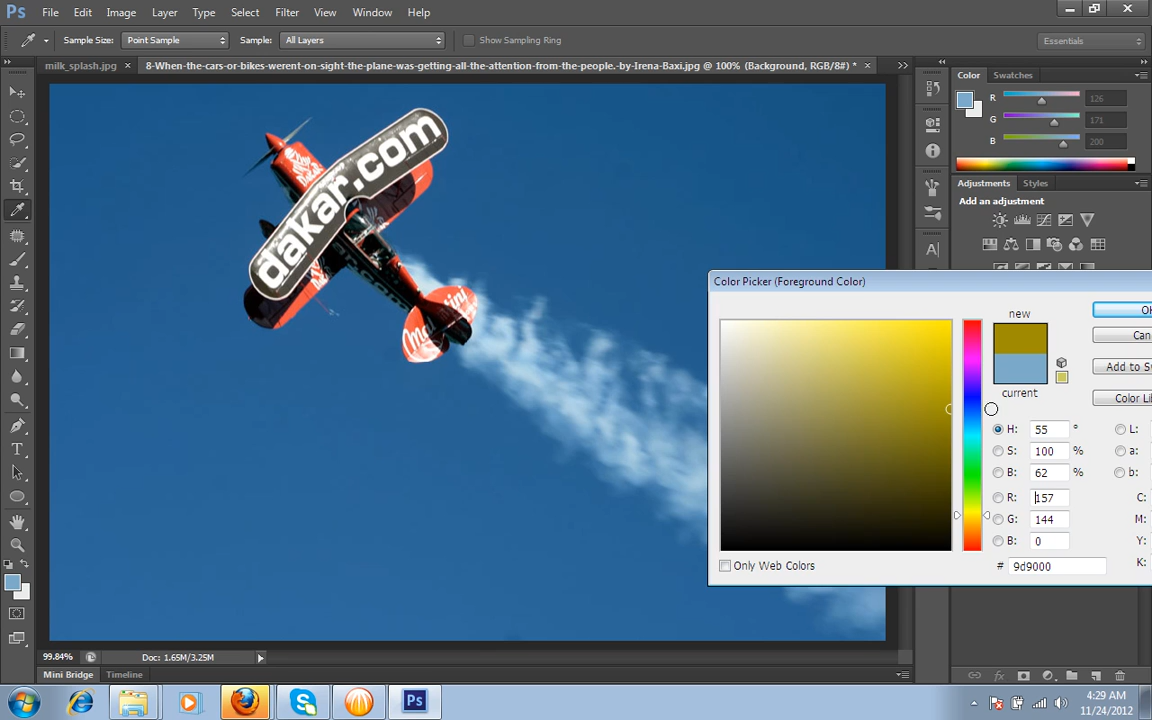 Ps File Edit Image Layer Type Select Filter View Window Help
Sample Size: Point Sample Sample: All Layers Show Sampling Ring Essentials
milk_splash.jpg × 8-When-the-cars-or-bikes-werent-on-sight-the-plane-was-getting-all-the-attention-from-the-people.-by-Irena-Baxi.jpg @ 100% (Background, RGB/8#) * ×
Color Swatches
R 126
G 171
B 200
Adjustments Styles
Add an adjustment
dakar.com
Color Picker (Foreground Color)
new
current
OK
Can
Add to Sw
Color Lib
H: 55 °
S: 100 %
B: 62 %
R: 157
G: 144
B: 0
# 9d9000
L:
a:
b:
C:
M:
Y:
K:
Only Web Colors
99.84% Doc: 1.65M/3.25M
Mini Bridge Timeline
Ps
4:29 AM
11/24/2012